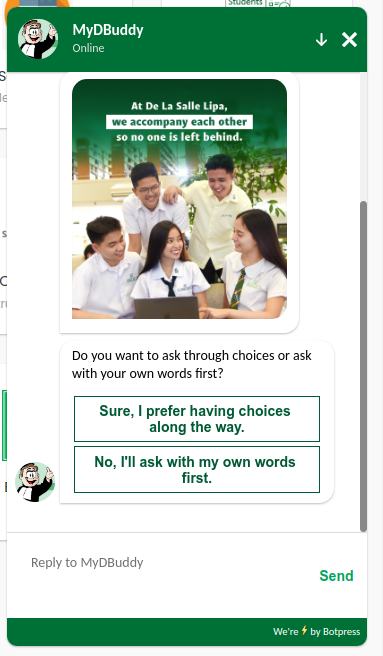 Students
MyDBuddy
Online
At De La Salle Lipa,
we accompany each other
so no one is left behind.
Do you want to ask through choices or ask
with your own words first?
Sure, I prefer having choices
along the way.
No, I'll ask with my own words
first.
Reply to MyDBuddy
Send
We're ⚡ by Botpress